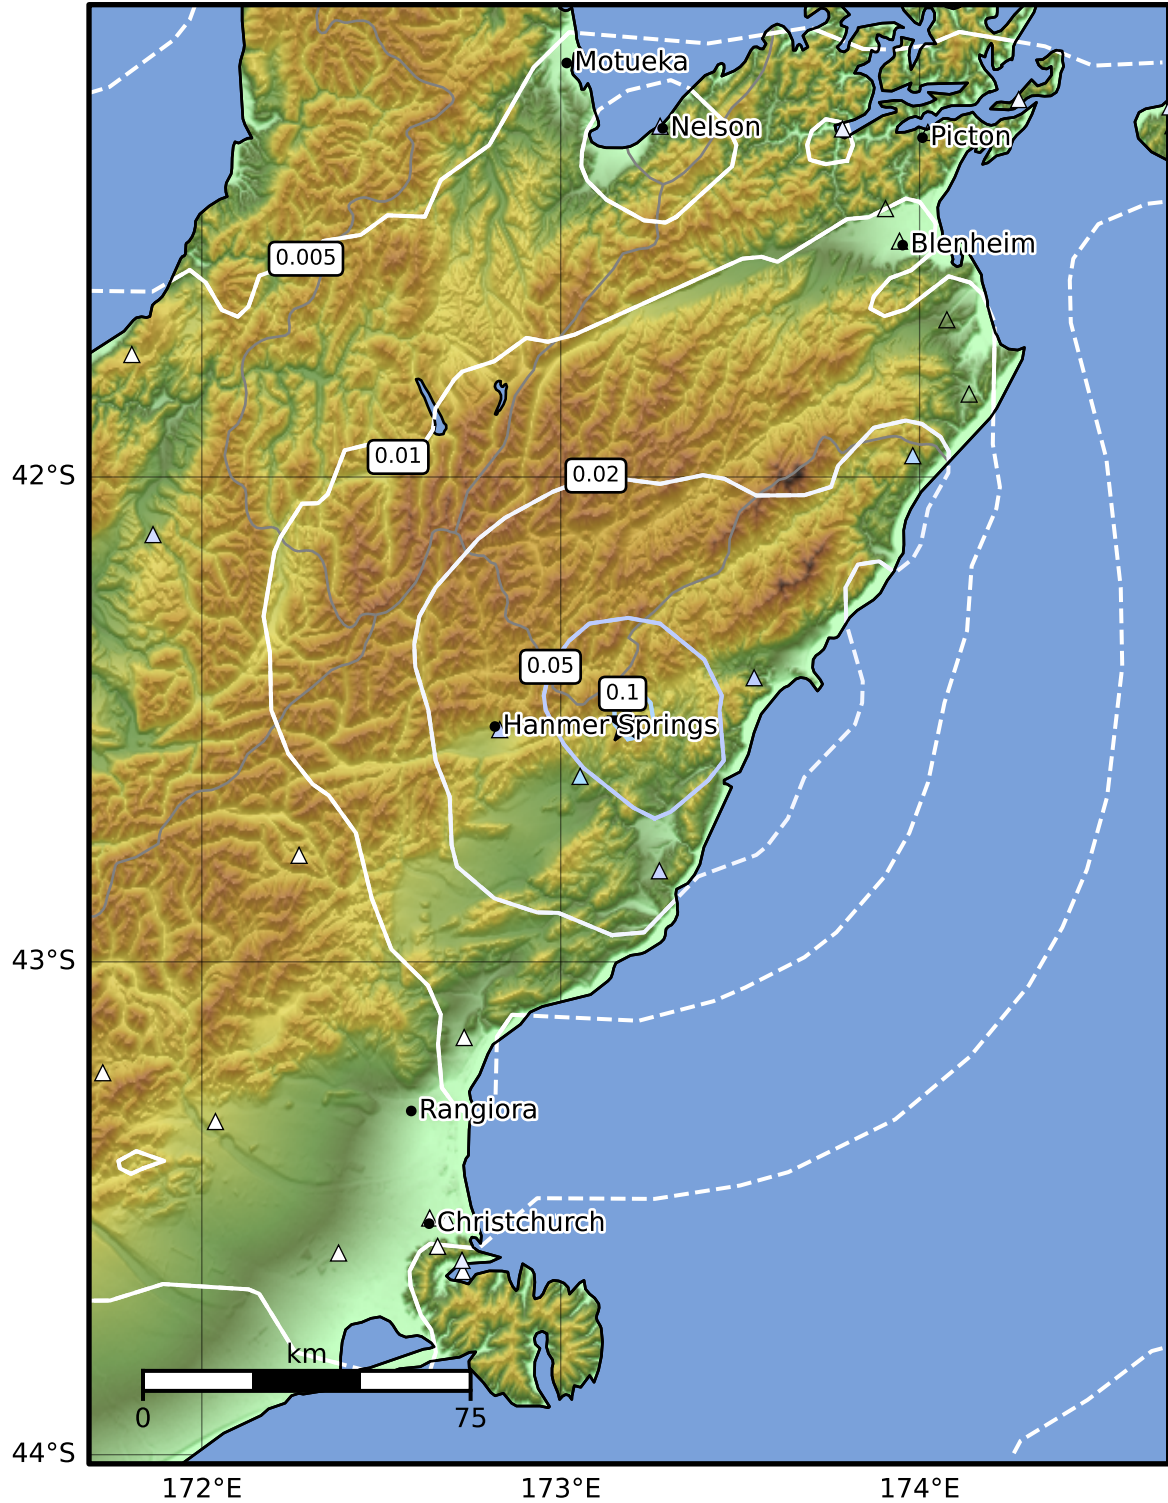 Motueka
Nelson
Picton
Blenheim
0.005
0.01
0.02
42°S
0.05
0.1
Hanmer Springs
43°S
Rangiora
Christchurch
km
0
75
44°S
172°E
173°E
174°E